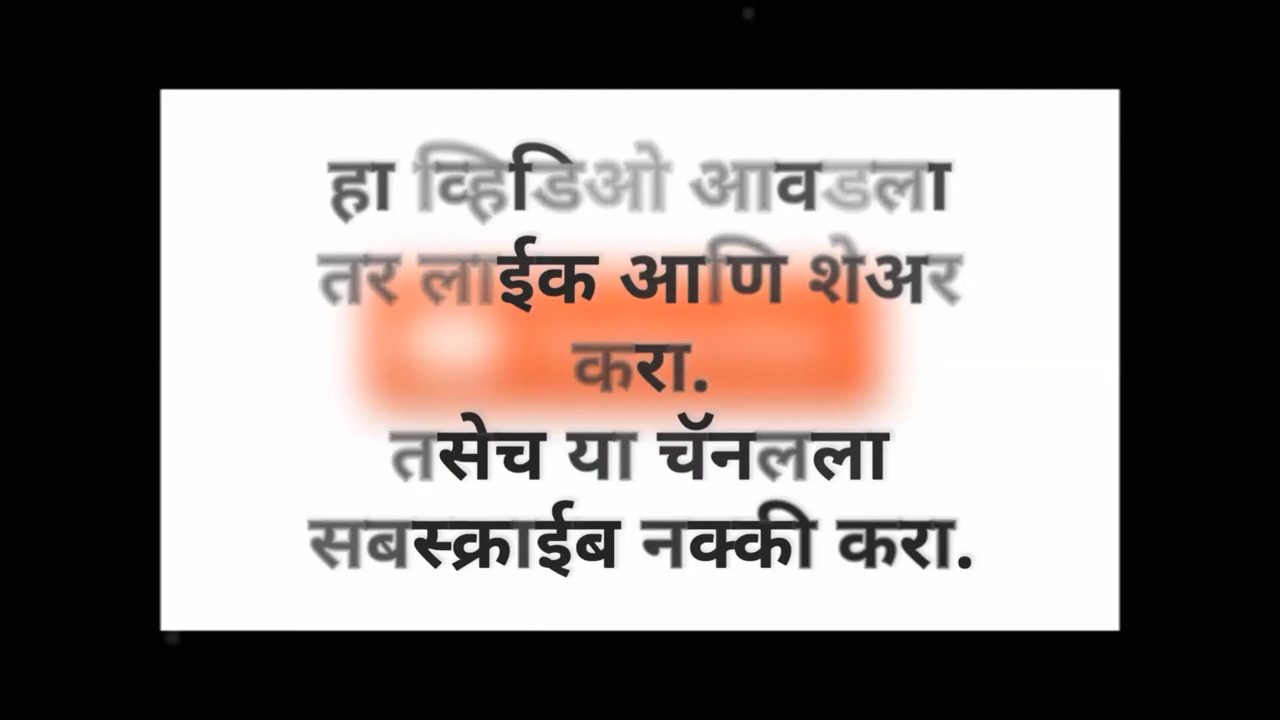 हा व्हिडिओ आवडला
तर लाईक आणि शेअर
करा.
तसेच या चॅनलला
सबस्क्राईब नक्की करा.